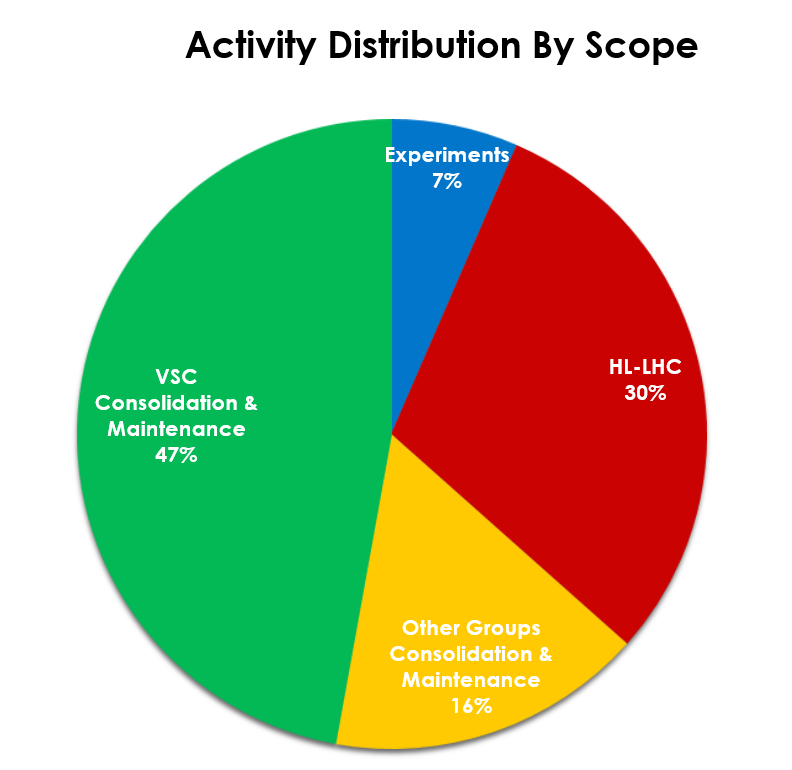 Activity Distribution By Scope
Experiments
7%
HL-LHC
30%
VSC
Consolidation &
Maintenance
47%
Other Groups
Consolidation &
Maintenance
16%